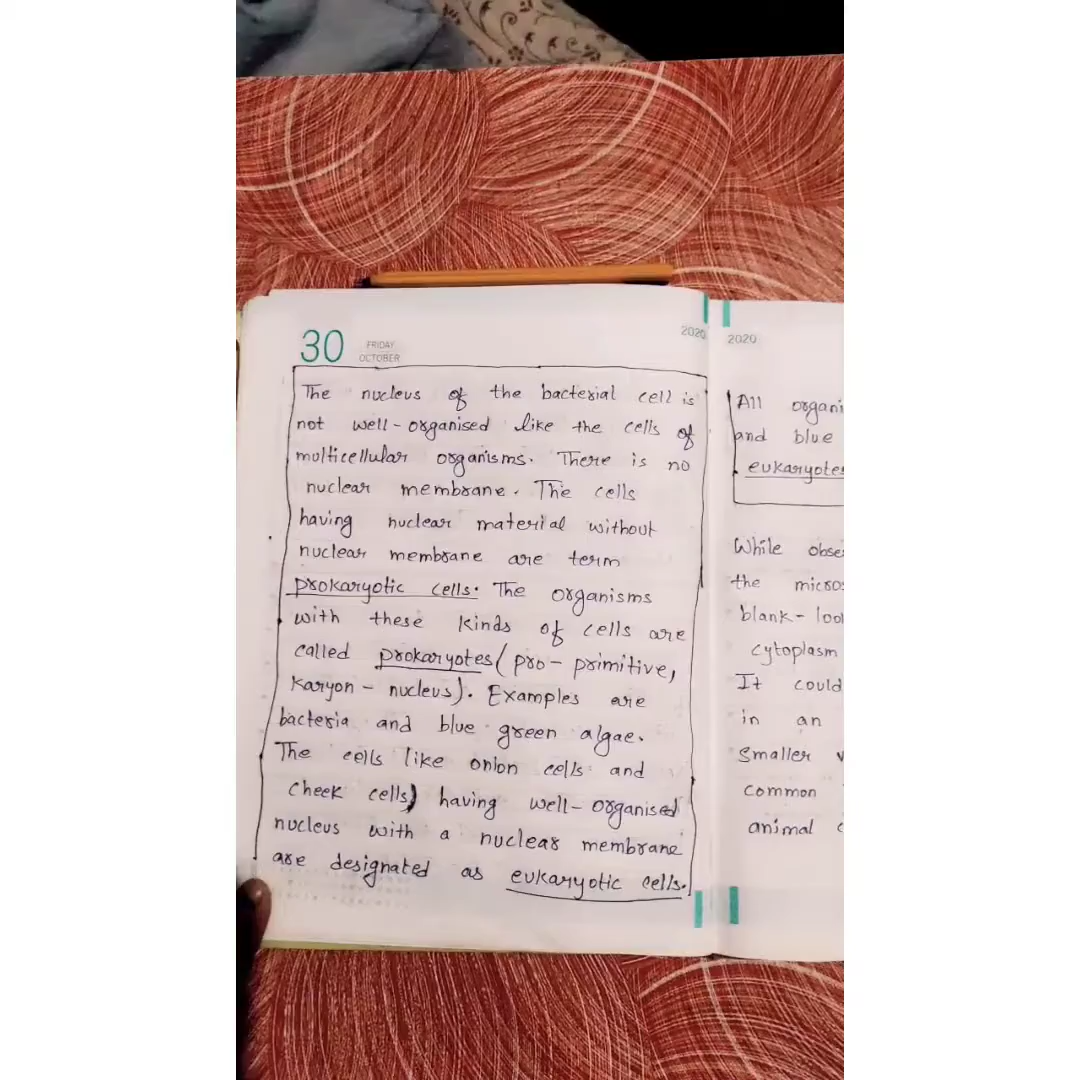 30 FRIDAY OCTOBER 2020
The nucleus of the bacterial cell is
not well-organised like the cells of
multicellular organisms. There is no
nuclear membrane. The cells
having nuclear material without
nuclear membrane are term
prokaryotic cells. The organisms
with these kinds of cells are
called prokaryotes (pro- primitive,
Karyon - nucleus). Examples are
bacteria and blue green algae.
The cells like onion cells and
cheek cells) having well-organised
nucleus with a nuclear membrane
are designated as eukaryotic cells.
2020
All
and blue
eukaryotes
While
the
blank-
cytoplasm
It could
in an
smaller
common
animal